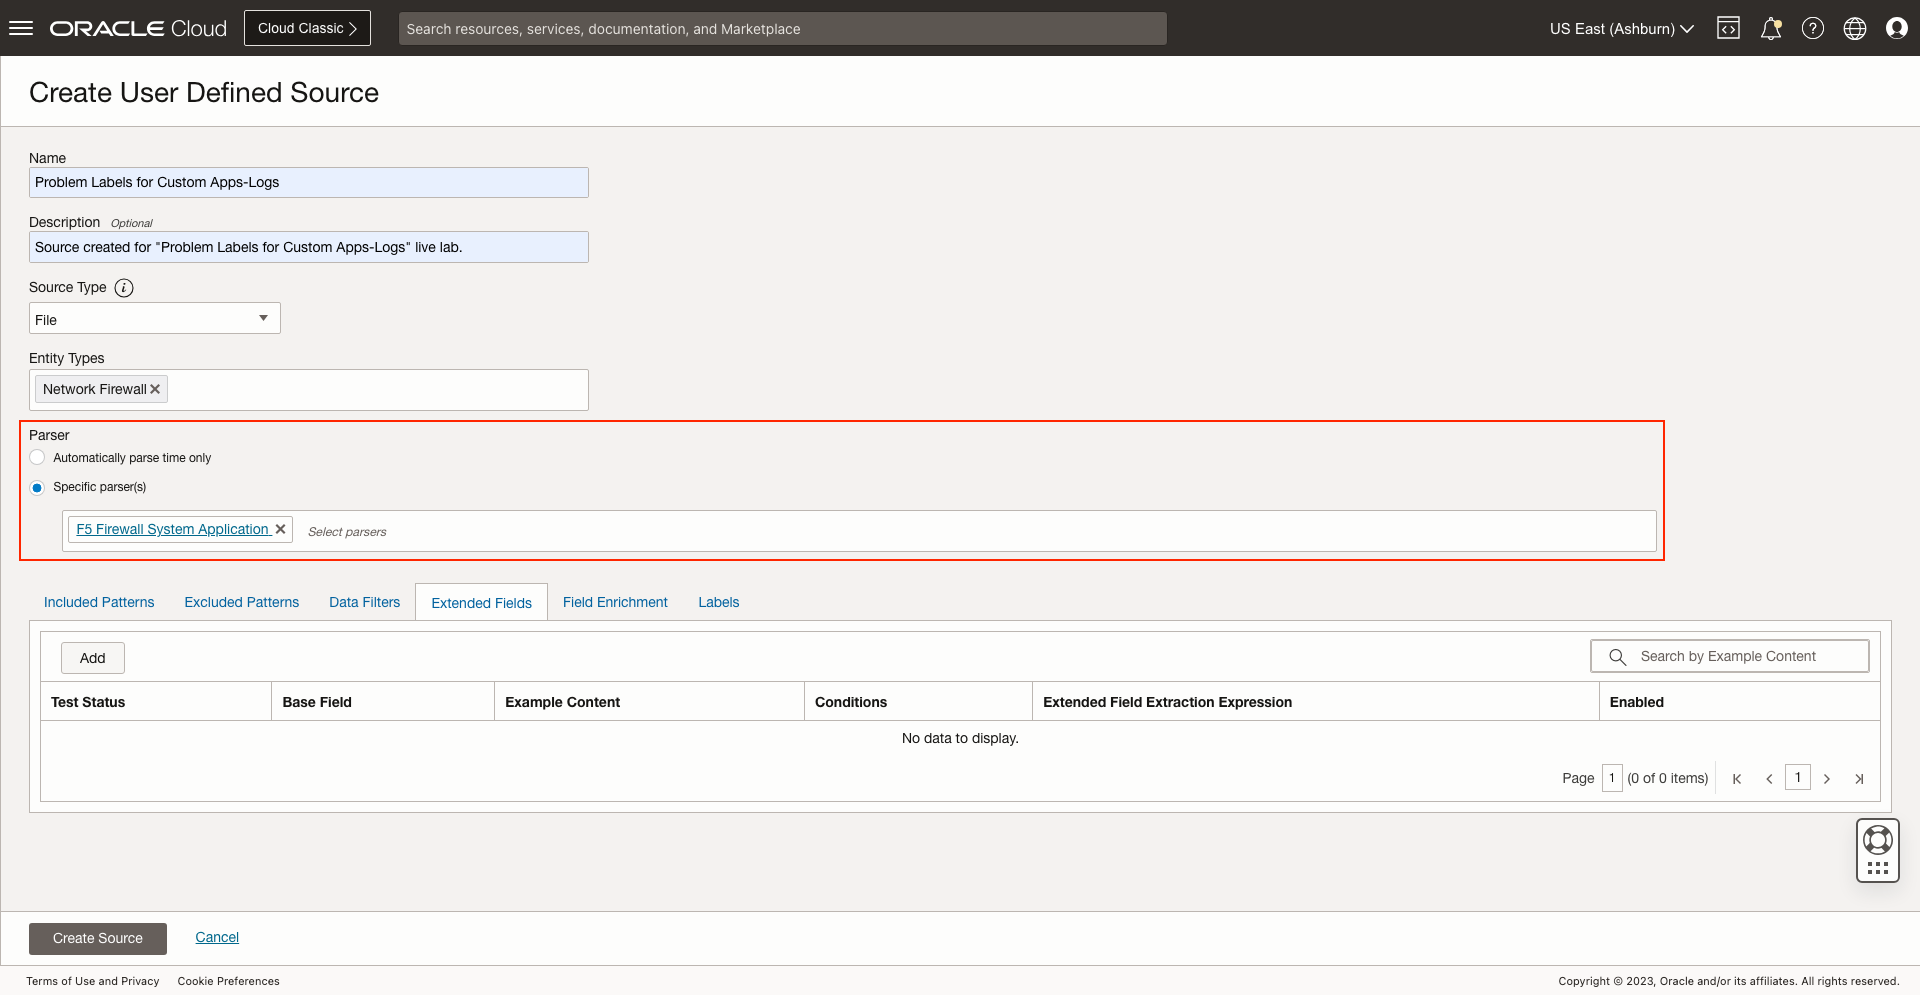 ORACLE Cloud Cloud Classic Search resources, services, documentation, and Marketplace US East (Ashburn)
Create User Defined Source
Name
Problem Labels for Custom Apps-Logs
Description Optional
Source created for "Problem Labels for Custom Apps-Logs" live lab.
Source Type i
File
Entity Types
Network Firewall
Parser
Automatically parse time only
Specific parser(s)
F5 Firewall System Application Select parsers
Included Patterns Excluded Patterns Data Filters Extended Fields Field Enrichment Labels
Add Search by Example Content
Test Status Base Field Example Content Conditions Extended Field Extraction Expression Enabled
No data to display.
Page 1 (0 of 0 items) 1
Create Source Cancel
Terms of Use and Privacy Cookie Preferences Copyright © 2023, Oracle and/or its affiliates. All rights reserved.